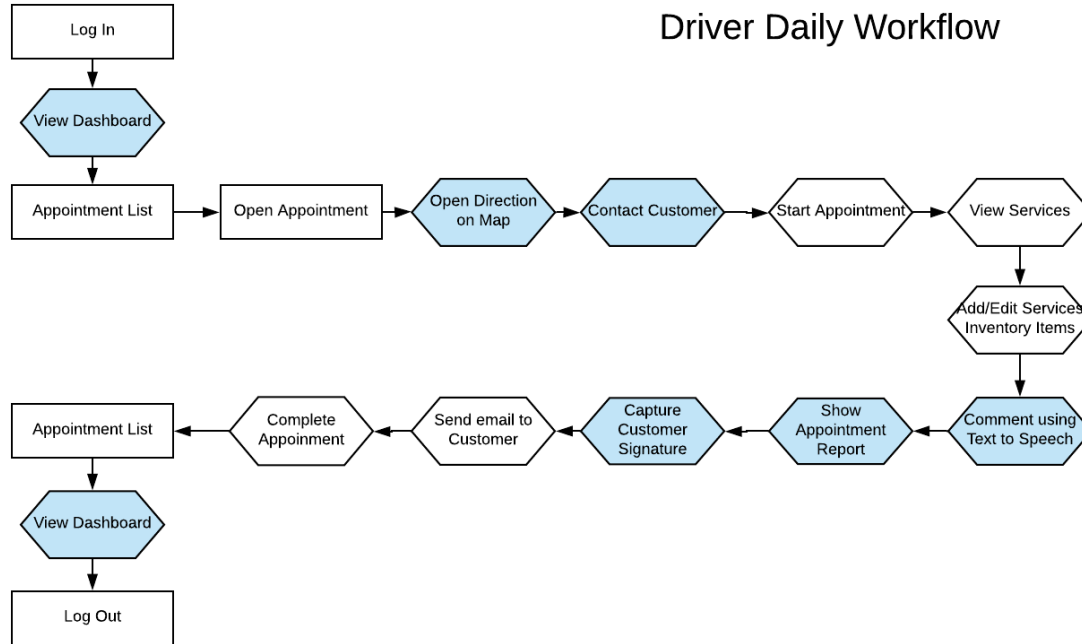 Driver Daily Workflow
Log In
View Dashboard
Appointment List
Open Appointment
Open Direction
on Map
Contact Customer
Start Appointment
View Services
Add/Edit Services
Inventory Items
Comment using
Text to Speech
Show
Appointment
Report
Capture
Customer
Signature
Send email to
Customer
Complete
Appoinment
Appointment List
View Dashboard
Log Out